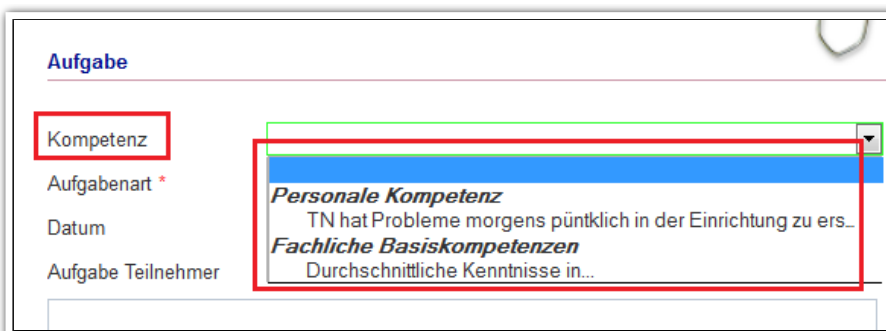 Aufgabe
Kompetenz
Aufgabenart *
Personale Kompetenz
TN hat Probleme morgens püntklich in der Einrichtung zu ers...
Datum
Fachliche Basiskompetenzen
Aufgabe Teilnehmer
Durchschnittliche Kenntnisse in...